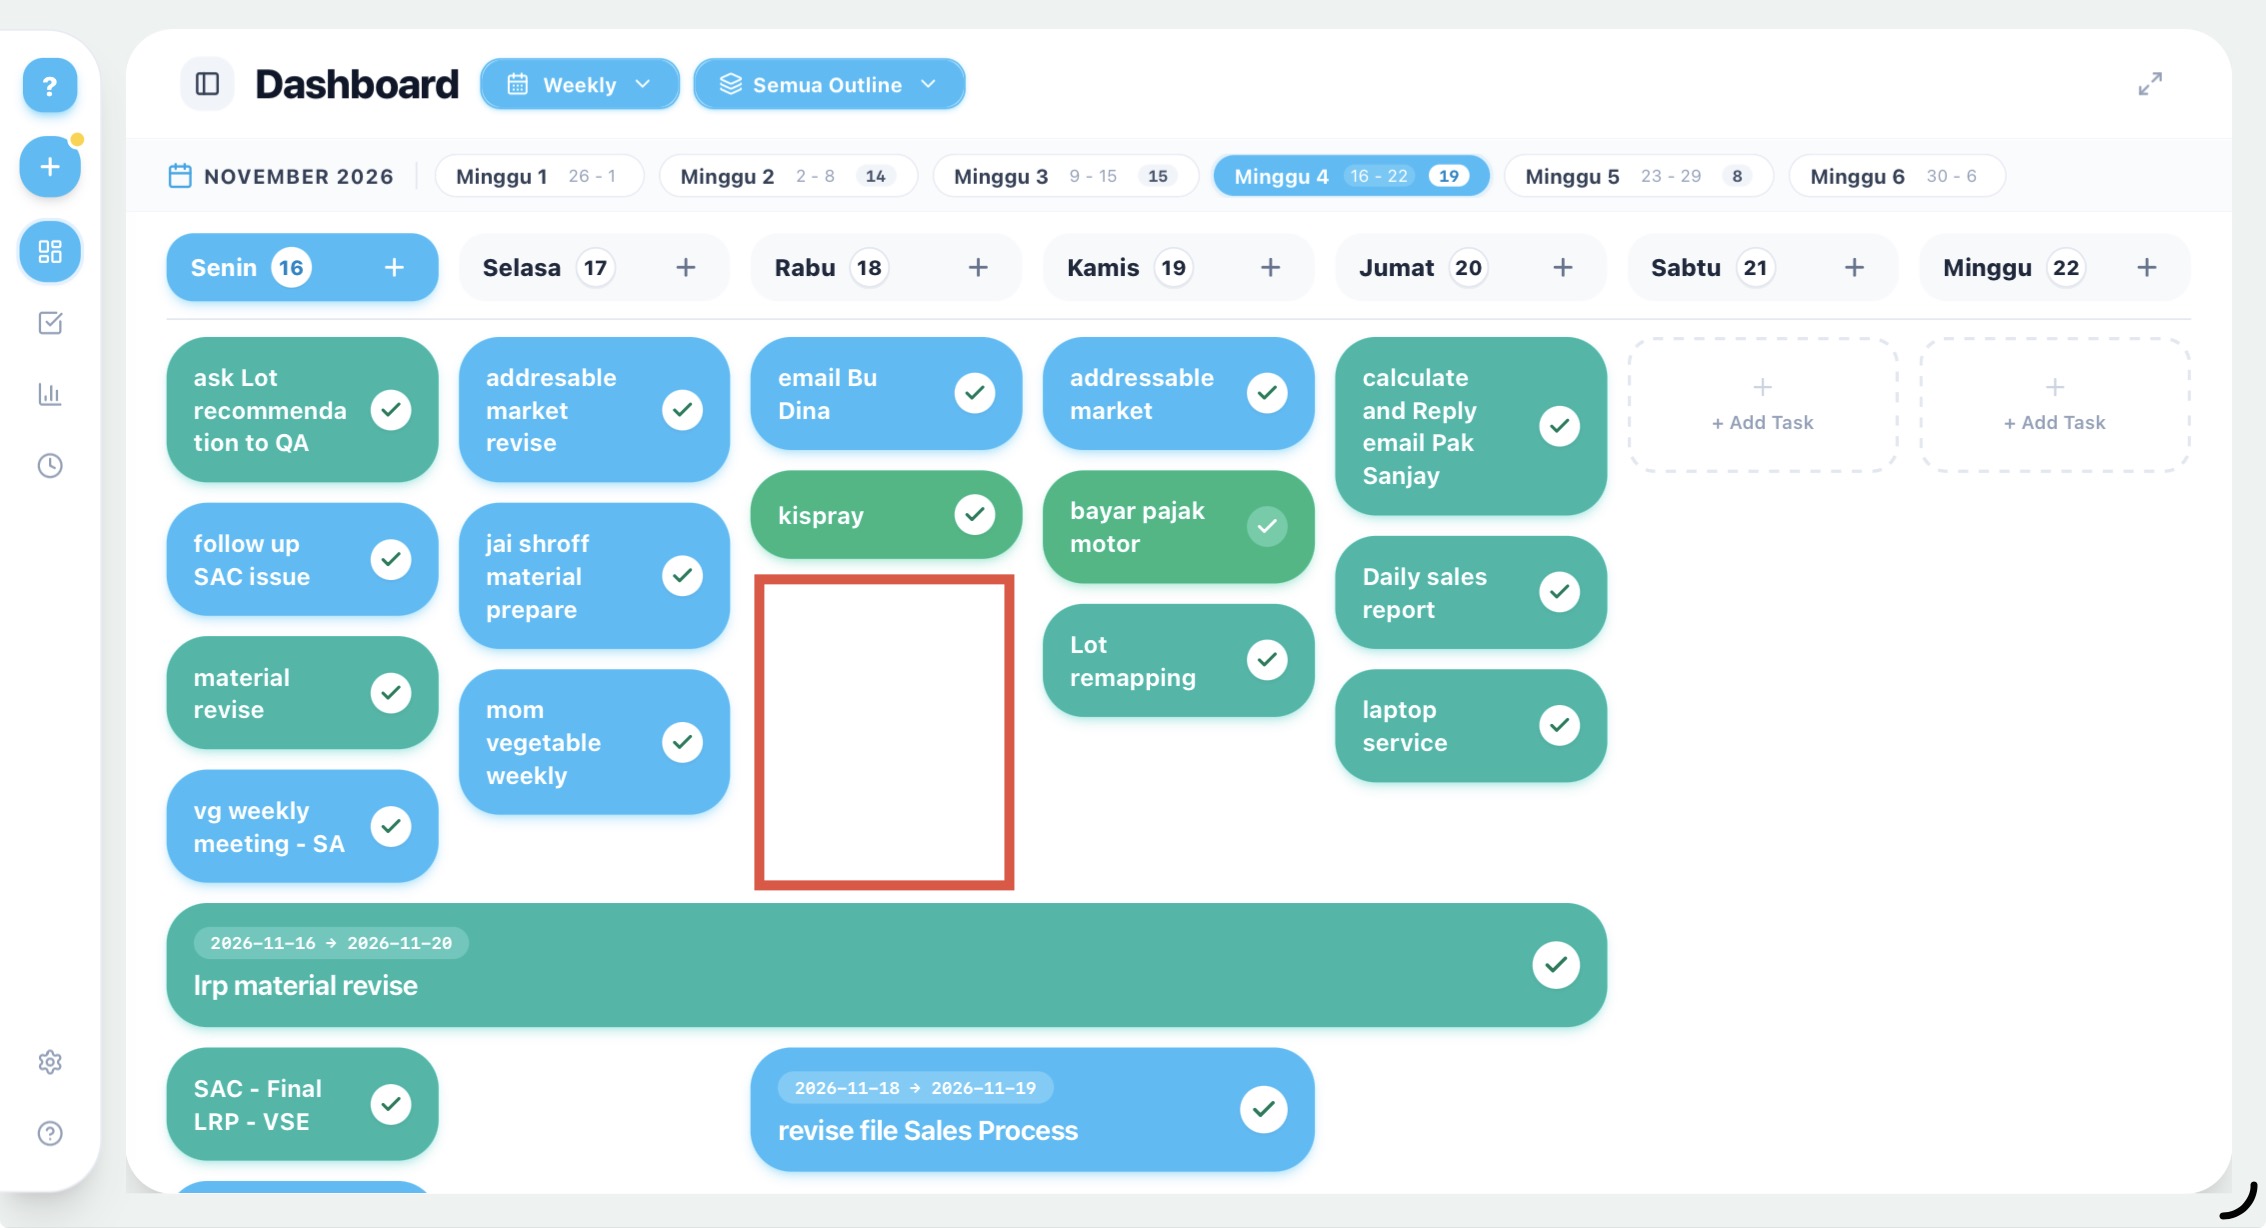 ?
Dashboard
Weekly
Semua Outline
NOVEMBER 2026
Minggu 1 26 - 1
Minggu 2 2 - 8 14
Minggu 3 9 - 15 15
Minggu 4 16 - 22 19
Minggu 5 23 - 29 8
Minggu 6 30 - 6
Senin 16 +
Selasa 17 +
Rabu 18 +
Kamis 19 +
Jumat 20 +
Sabtu 21 +
Minggu 22 +
ask Lot
recommenda
tion to QA
follow up
SAC issue
material
revise
vg weekly
meeting - SA
addresable
market
revise
jai shroff
material
prepare
mom
vegetable
weekly
email Bu
Dina
kispray
addressable
market
bayar pajak
motor
Lot
remapping
calculate
and Reply
email Pak
Sanjay
Daily sales
report
laptop
service
+ Add Task
+ Add Task
2026-11-16 → 2026-11-20
lrp material revise
SAC - Final
LRP - VSE
2026-11-18 → 2026-11-19
revise file Sales Process